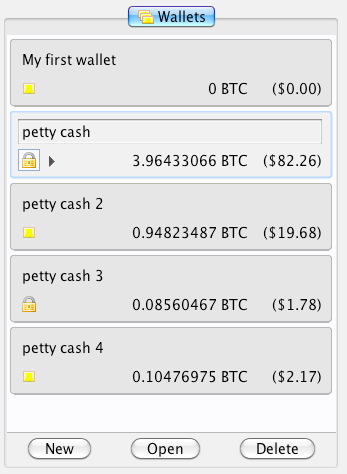 Wallets
My first wallet
0 BTC ($0.00)
petty cash
3.96433066 BTC ($82.26)
petty cash 2
0.94823487 BTC ($19.68)
petty cash 3
0.08560467 BTC ($1.78)
petty cash 4
0.10476975 BTC ($2.17)
New Open Delete